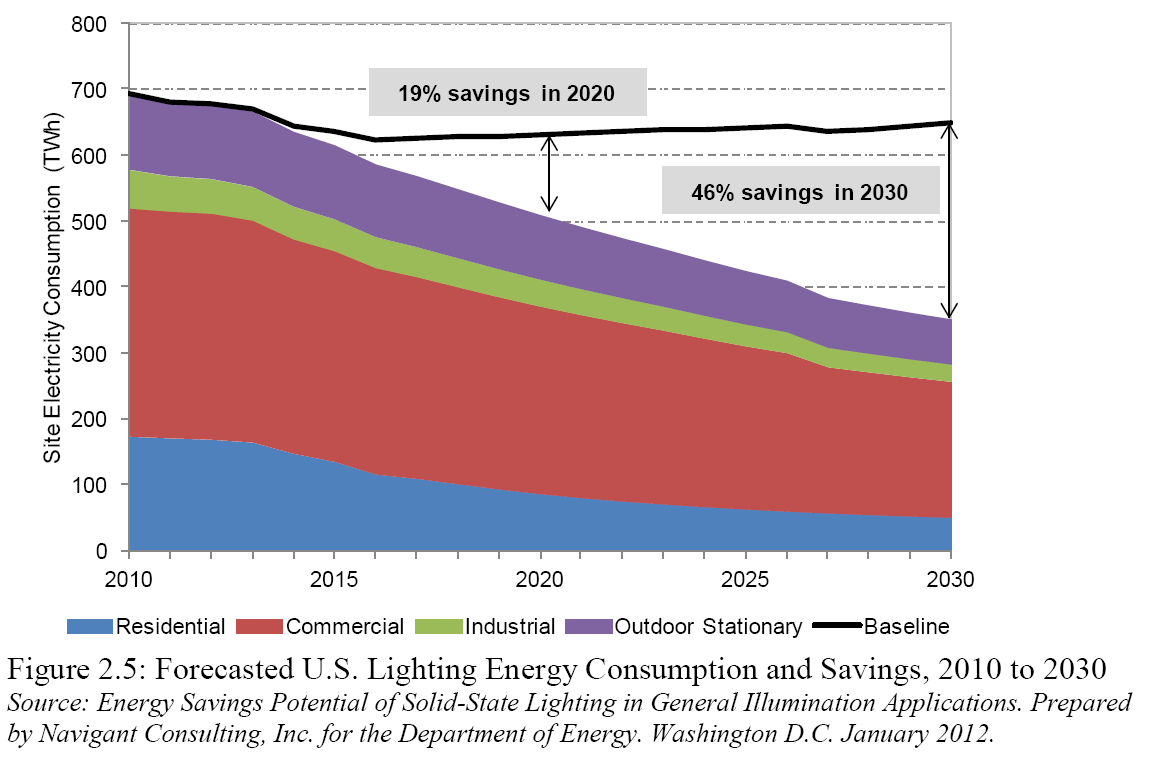 800
700
600
500
400
300
200
100
0
Site Electricity Consumption (TWh)
19% savings in 2020
46% savings in 2030
2010 2015 2020 2025 2030
Residential Commercial Industrial Outdoor Stationary Baseline
Figure 2.5: Forecasted U.S. Lighting Energy Consumption and Savings, 2010 to 2030
Source: Energy Savings Potential of Solid-State Lighting in General Illumination Applications. Prepared
by Navigant Consulting, Inc. for the Department of Energy. Washington D.C. January 2012.